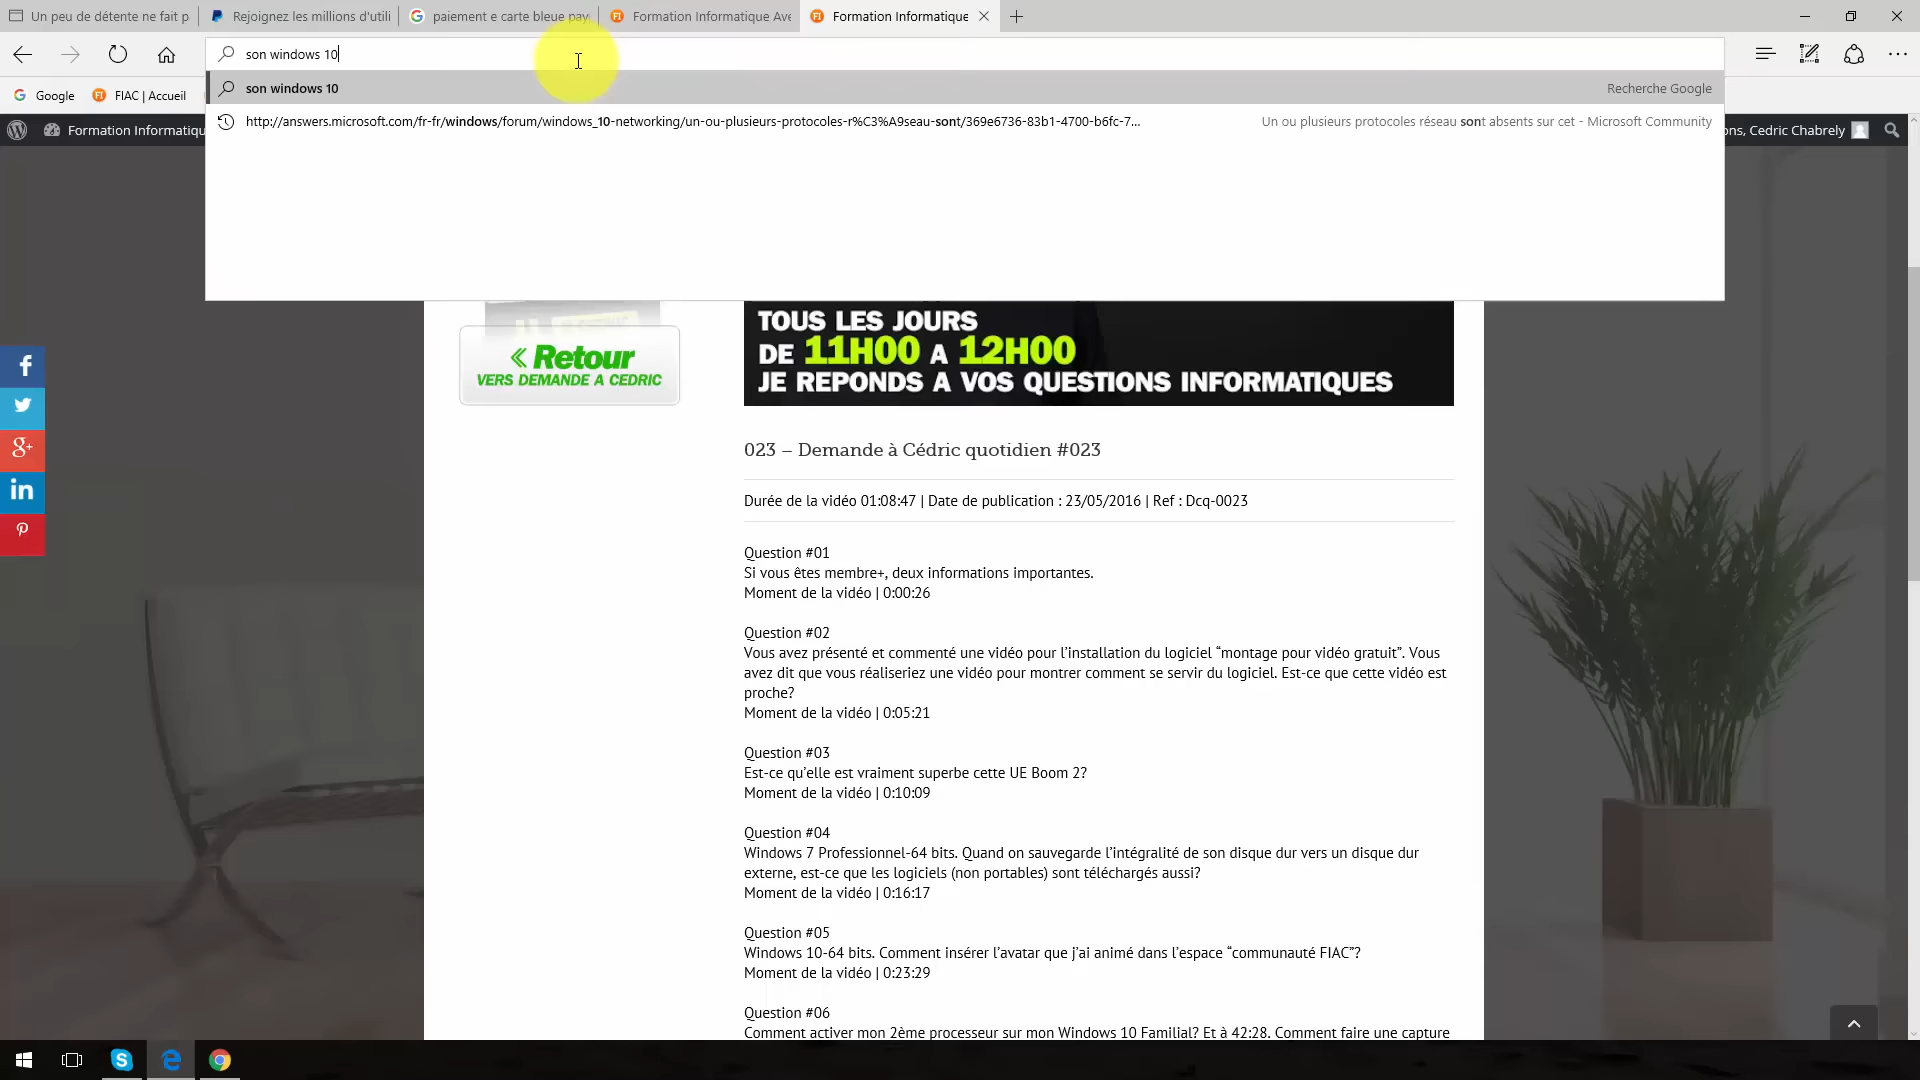 Un peu de détente ne fait p
Rejoignez les millions d'utili
paiement e carte bleue pay
Formation Informatique Ave
Formation Informatique
son windows 10
son windows 10
Recherche Google
http://answers.microsoft.com/fr-fr/windows/forum/windows_10-networking/un-ou-plusieurs-protocoles-r%C3%A9seau-sont/369e6736-83b1-4700-b6fc-7...
Un ou plusieurs protocoles réseau sont absents sur cet - Microsoft Community
Google
FIAC | Accueil
Formation Informatiqu
ons, Cedric Chabrely
« Retour
VERS DEMANDE A CEDRIC
TOUS LES JOURS
DE 11H00 A 12H00
JE REPONDS A VOS QUESTIONS INFORMATIQUES
023 – Demande à Cédric quotidien #023
Durée de la vidéo 01:08:47 | Date de publication : 23/05/2016 | Ref : Dcq-0023
Question #01
Si vous êtes membre+, deux informations importantes.
Moment de la vidéo | 0:00:26
Question #02
Vous avez présenté et commenté une vidéo pour l’installation du logiciel “montage pour vidéo gratuit”. Vous
avez dit que vous réaliseriez une vidéo pour montrer comment se servir du logiciel. Est-ce que cette vidéo est
proche?
Moment de la vidéo | 0:05:21
Question #03
Est-ce qu’elle est vraiment superbe cette UE Boom 2?
Moment de la vidéo | 0:10:09
Question #04
Windows 7 Professionnel-64 bits. Quand on sauvegarde l’intégralité de son disque dur vers un disque dur
externe, est-ce que les logiciels (non portables) sont téléchargés aussi?
Moment de la vidéo | 0:16:17
Question #05
Windows 10-64 bits. Comment insérer l’avatar que j’ai animé dans l’espace “communauté FIAC”?
Moment de la vidéo | 0:23:29
Question #06
Comment activer mon 2ème processeur sur mon Windows 10 Familial? Et à 42:28. Comment faire une capture